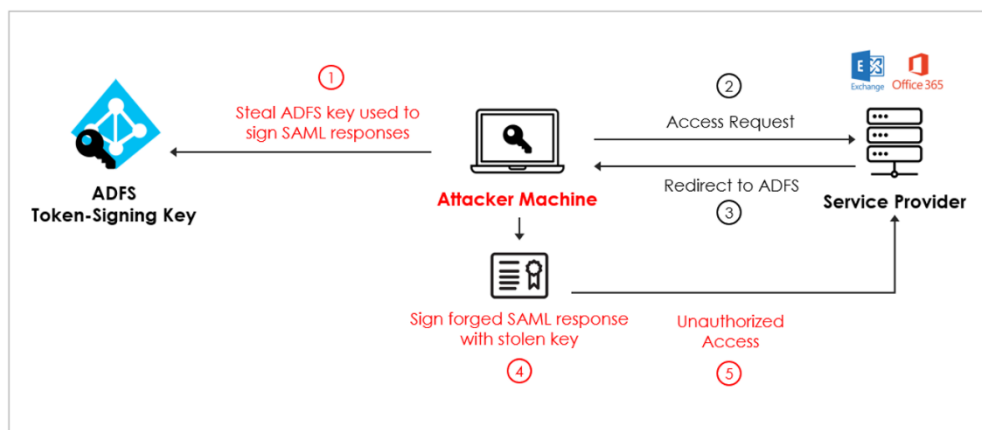 1
Steal ADFS key used to
sign SAML responses
ADFS
Token-Signing Key
Attacker Machine
2
Access Request
Redirect to ADFS
3
E
Exchange
Office 365
Service Provider
Sign forged SAML response
with stolen key
4
Unauthorized
Access
5